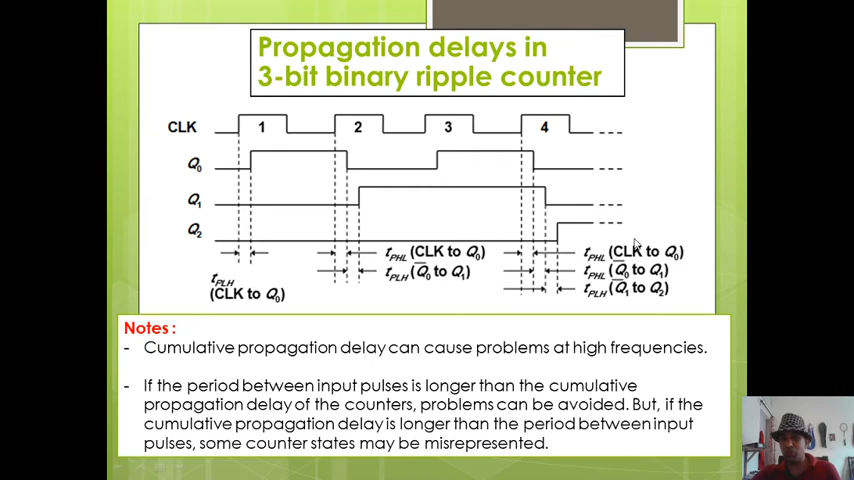 Propagation delays in
3-bit binary ripple counter
CLK 1 2 3 4
Q0
Q1
Q2
tPHL (CLK to Q0) tPHL (CLK to Q0)
tPLH (Q̅0 to Q1) tPHL (Q̅0 to Q1)
tPLH
(CLK to Q0) tPLH (Q̅1 to Q2)
Notes :
- Cumulative propagation delay can cause problems at high frequencies.
- If the period between input pulses is longer than the cumulative
propagation delay of the counters, problems can be avoided. But, if the
cumulative propagation delay is longer than the period between input
pulses, some counter states may be misrepresented.